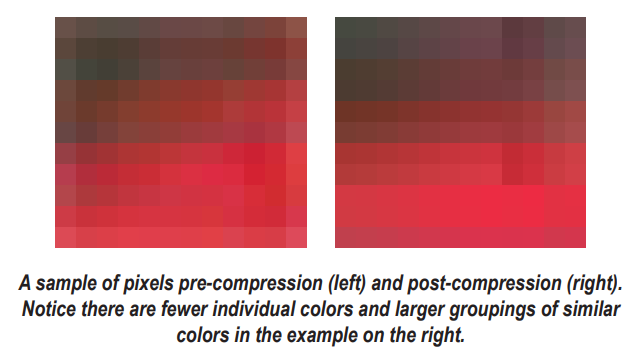 A sample of pixels pre-compression (left) and post-compression (right).
Notice there are fewer individual colors and larger groupings of similar
colors in the example on the right.